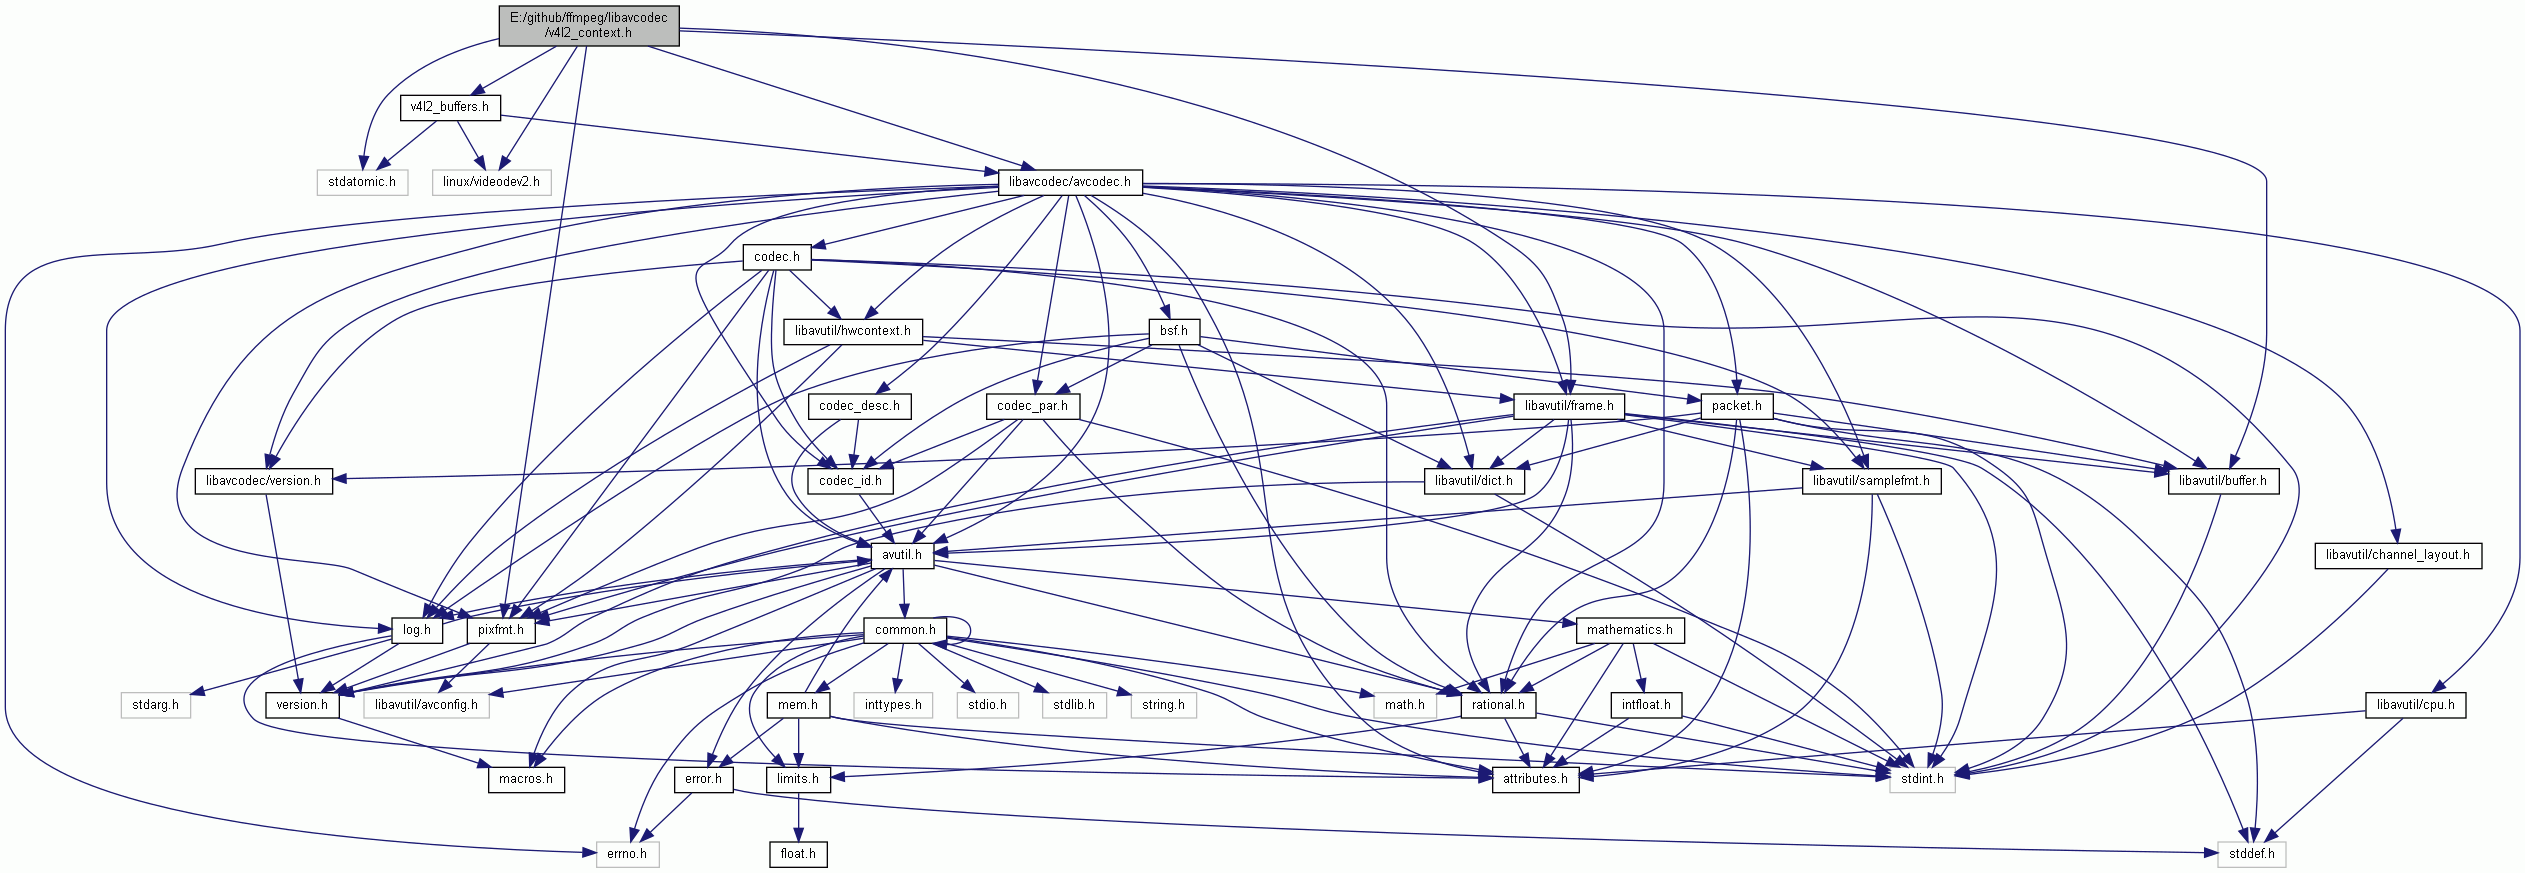 E:/github/ffmpeg/libavcodec
/v4l2_context.h
v4l2_buffers.h
stdatomic.h
linux/videodev2.h
libavcodec/avcodec.h
codec.h
libavutil/hwcontext.h
bsf.h
codec_desc.h
codec_par.h
libavutil/frame.h
packet.h
libavcodec/version.h
codec_id.h
libavutil/dict.h
libavutil/samplefmt.h
libavutil/buffer.h
avutil.h
libavutil/channel_layout.h
log.h
pixfmt.h
common.h
mathematics.h
stdarg.h
version.h
libavutil/avconfig.h
mem.h
inttypes.h
stdio.h
stdlib.h
string.h
math.h
rational.h
intfloat.h
libavutil/cpu.h
macros.h
error.h
limits.h
attributes.h
stdint.h
errno.h
float.h
stddef.h